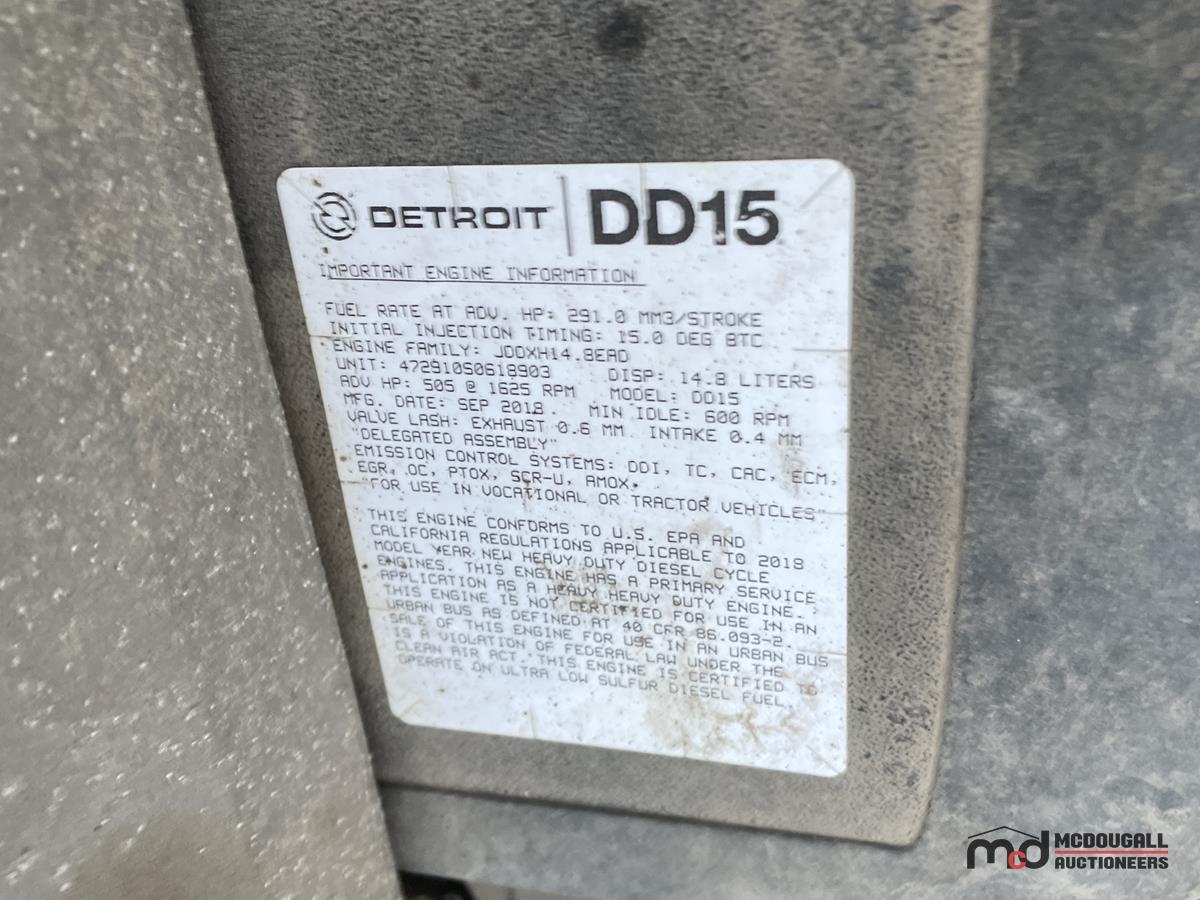 DETROIT DD15
IMPORTANT ENGINE INFORMATION
FUEL RATE AT ADV. HP: 291.0 MM3/STROKE
INITIAL INJECTION TIMING: 15.0 DEG BTC
ENGINE FAMILY: JDDXH14.8EAD
UNIT: 472910S0618903 DISP: 14.8 LITERS
ADV HP: 505 @ 1625 RPM MODEL: DD15
MFG. DATE: SEP 2018. MIN IDLE: 600 RPM
VALVE LASH: EXHAUST 0.6 MM INTAKE 0.4 MM
"DELEGATED ASSEMBLY"
EMISSION CONTROL SYSTEMS: DDI, TC, CAC, ECM,
EGR, OC, PTOX, SCR-U, AMOX,
"FOR USE IN VOCATIONAL OR TRACTOR VEHICLES"
THIS ENGINE CONFORMS TO U.S. EPA AND
CALIFORNIA REGULATIONS APPLICABLE TO 2018
MODEL YEAR NEW HEAVY DUTY DIESEL CYCLE
ENGINES. THIS ENGINE HAS A PRIMARY SERVICE
APPLICATION AS A HEAVY HEAVY DUTY ENGINE.
THIS ENGINE IS NOT CERTIFIED FOR USE IN AN
URBAN BUS AS DEFINED AT 40 CFR 86.093-2.
SALE OF THIS ENGINE FOR USE IN AN URBAN BUS
IS A VIOLATION OF FEDERAL LAW UNDER THE
CLEAN AIR ACT. THIS ENGINE IS CERTIFIED TO
OPERATE ON ULTRA LOW SULFUR DIESEL FUEL.
mcd MCDOUGALL
AUCTIONEERS